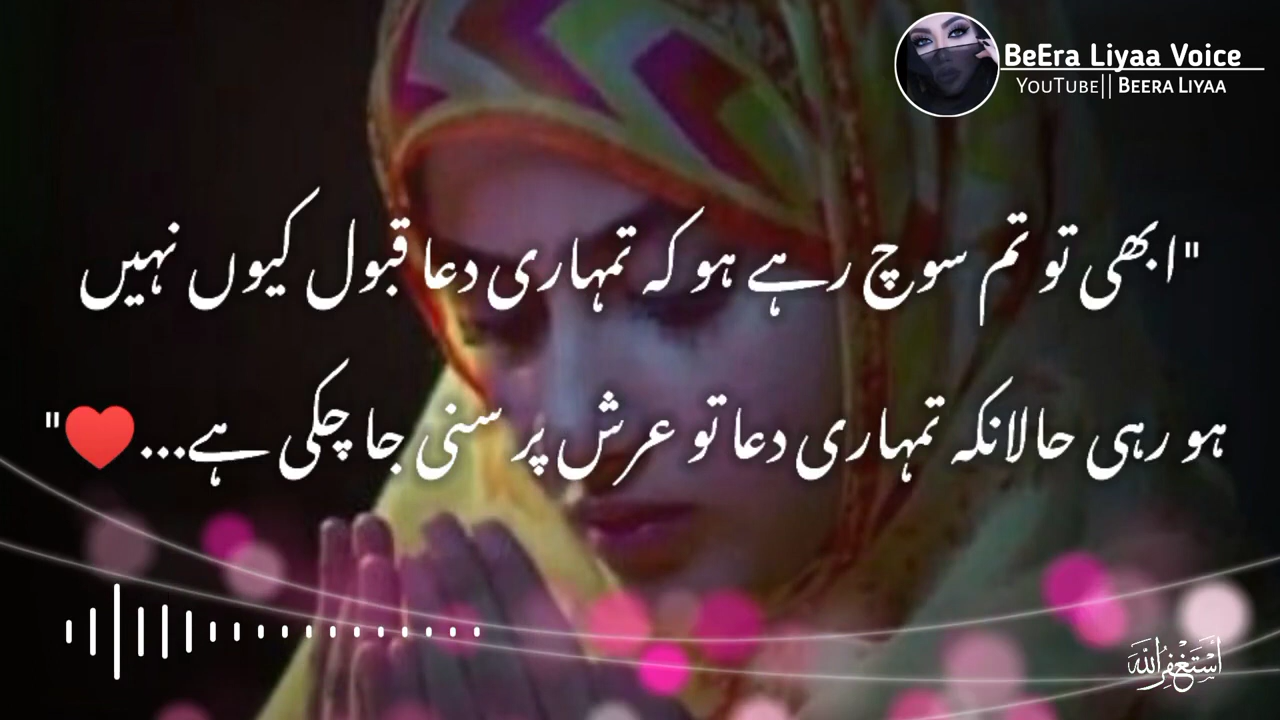 BeEra Liyaa Voice
YouTube|| Beera Liyaa
"ابھی تو تم سوچ رہے ہو کہ تمہاری دعا قبول کیوں نہیں
ہو رہی حالانکہ تمہاری دعا تو عرش پر سنی جا چکی ہے...♥️"
أَسْتَغْفِرُاللّٰه